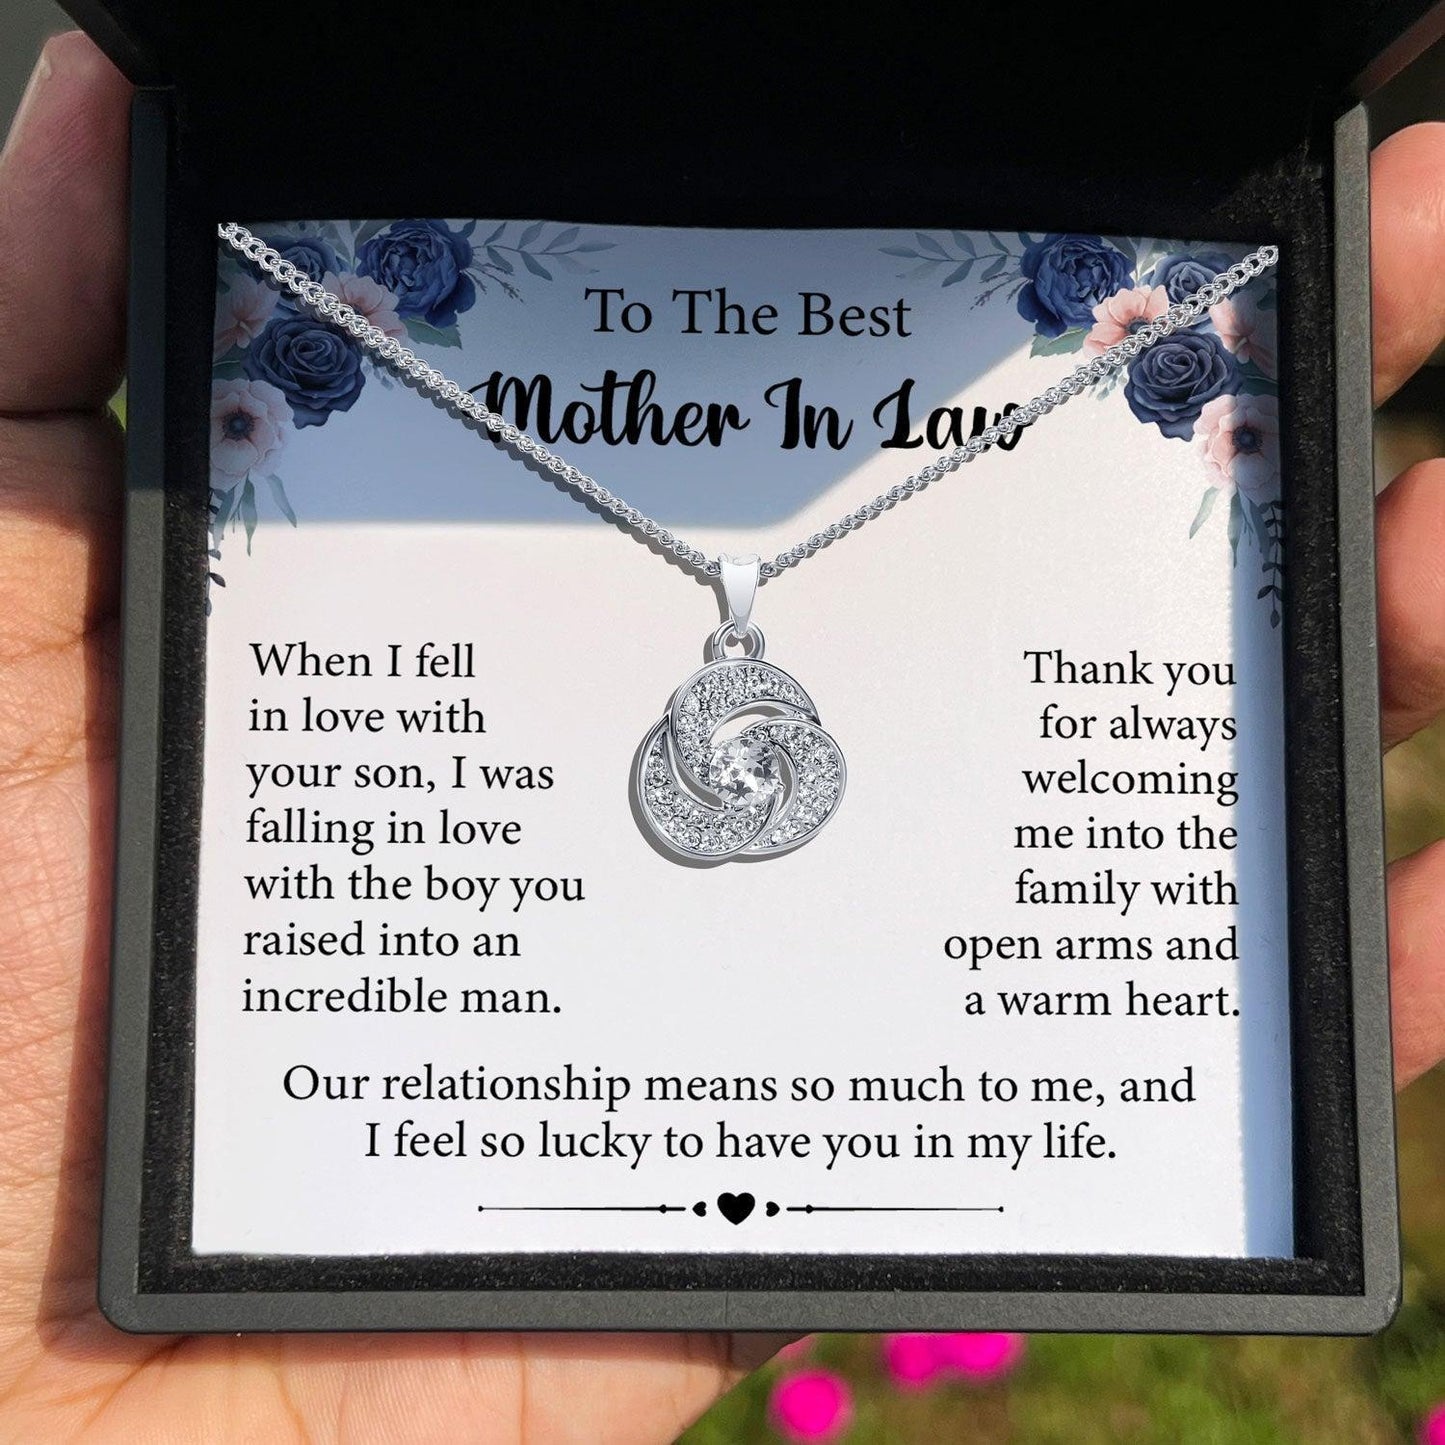 To The Best
Mother In Law
When I fell
in love with
your son, I was
falling in love
with the boy you
raised into an
incredible man.
Thank you
for always
welcoming
me into the
family with
open arms and
a warm heart.
Our relationship means so much to me, and
I feel so lucky to have you in my life.